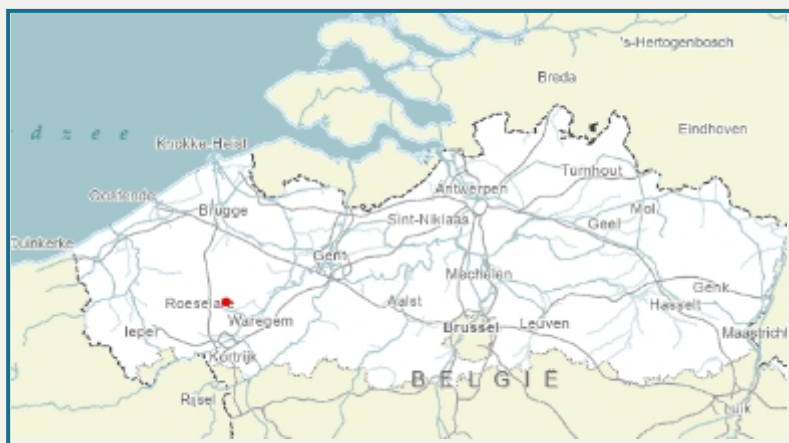 's-Hertogenbosch
Breda
d z e e
Eindhoven
Knokke-Heist
Turnhout
Antwerpen
Oostende
Mol
Brugge
Sint-Niklaas
Geel
Duinkerke
Gent
Mechelen
Genk
Roeselare
Aalst
Hasselt
Waregem
Ieper
Brussel
Leuven
Maastricht
Kortrijk
BELGIË
Rijsel
Luik